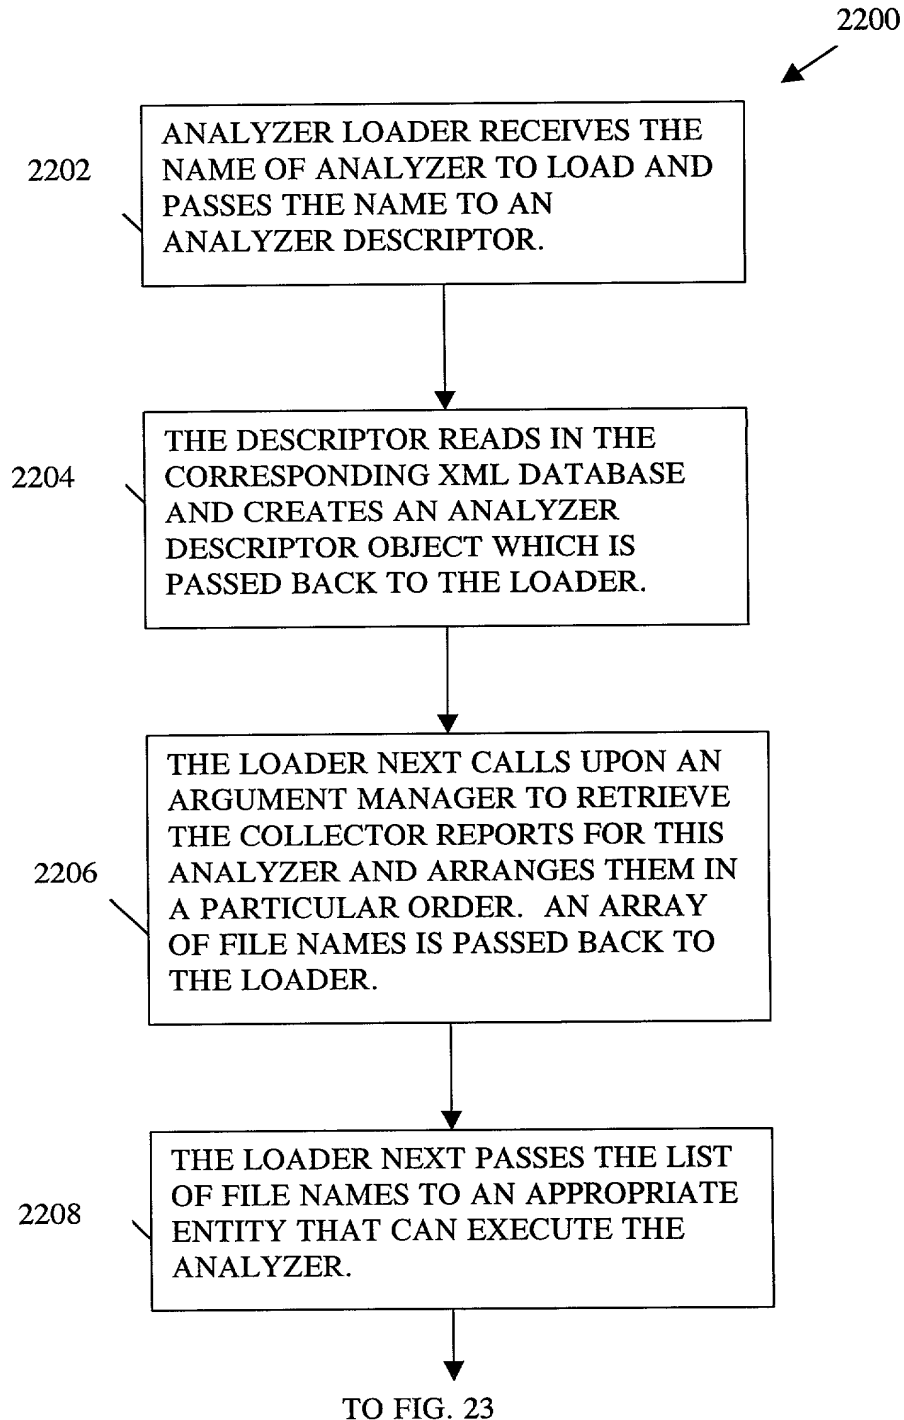 2200
2202
ANALYZER LOADER RECEIVES THE
NAME OF ANALYZER TO LOAD AND
PASSES THE NAME TO AN
ANALYZER DESCRIPTOR.
2204
THE DESCRIPTOR READS IN THE
CORRESPONDING XML DATABASE
AND CREATES AN ANALYZER
DESCRIPTOR OBJECT WHICH IS
PASSED BACK TO THE LOADER.
2206
THE LOADER NEXT CALLS UPON AN
ARGUMENT MANAGER TO RETRIEVE
THE COLLECTOR REPORTS FOR THIS
ANALYZER AND ARRANGES THEM IN
A PARTICULAR ORDER.  AN ARRAY
OF FILE NAMES IS PASSED BACK TO
THE LOADER.
2208
THE LOADER NEXT PASSES THE LIST
OF FILE NAMES TO AN APPROPRIATE
ENTITY THAT CAN EXECUTE THE
ANALYZER.
TO FIG. 23